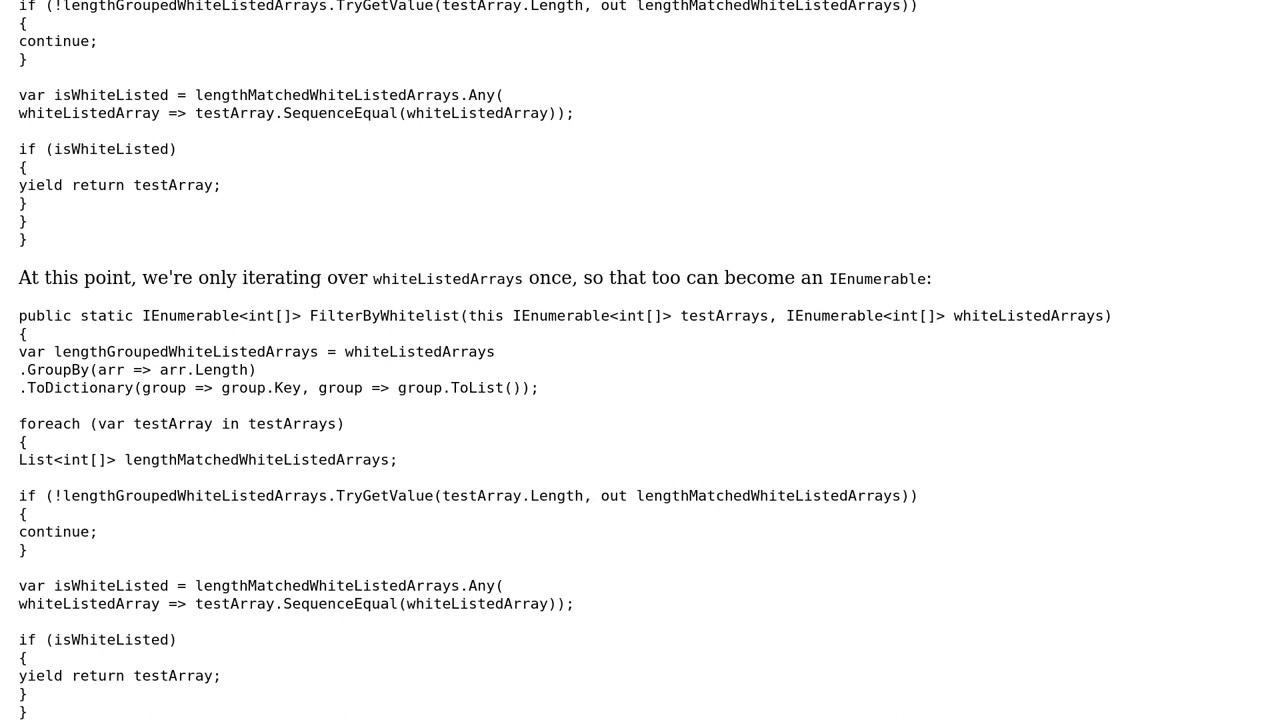 if (!lengthGroupedWhiteListedArrays.TryGetValue(testArray.Length, out lengthMatchedWhiteListedArrays))
{
continue;
}
var isWhiteListed = lengthMatchedWhiteListedArrays.Any(
whiteListedArray => testArray.SequenceEqual(whiteListedArray));
if (isWhiteListed)
{
yield return testArray;
}
}
}
At this point, we're only iterating over whiteListedArrays once, so that too can become an IEnumerable:
public static IEnumerable<int[]> FilterByWhitelist(this IEnumerable<int[]> testArrays, IEnumerable<int[]> whiteListedArrays)
{
var lengthGroupedWhiteListedArrays = whiteListedArrays
.GroupBy(arr => arr.Length)
.ToDictionary(group => group.Key, group => group.ToList());
foreach (var testArray in testArrays)
{
List<int[]> lengthMatchedWhiteListedArrays;
if (!lengthGroupedWhiteListedArrays.TryGetValue(testArray.Length, out lengthMatchedWhiteListedArrays))
{
continue;
}
var isWhiteListed = lengthMatchedWhiteListedArrays.Any(
whiteListedArray => testArray.SequenceEqual(whiteListedArray));
if (isWhiteListed)
{
yield return testArray;
}
}